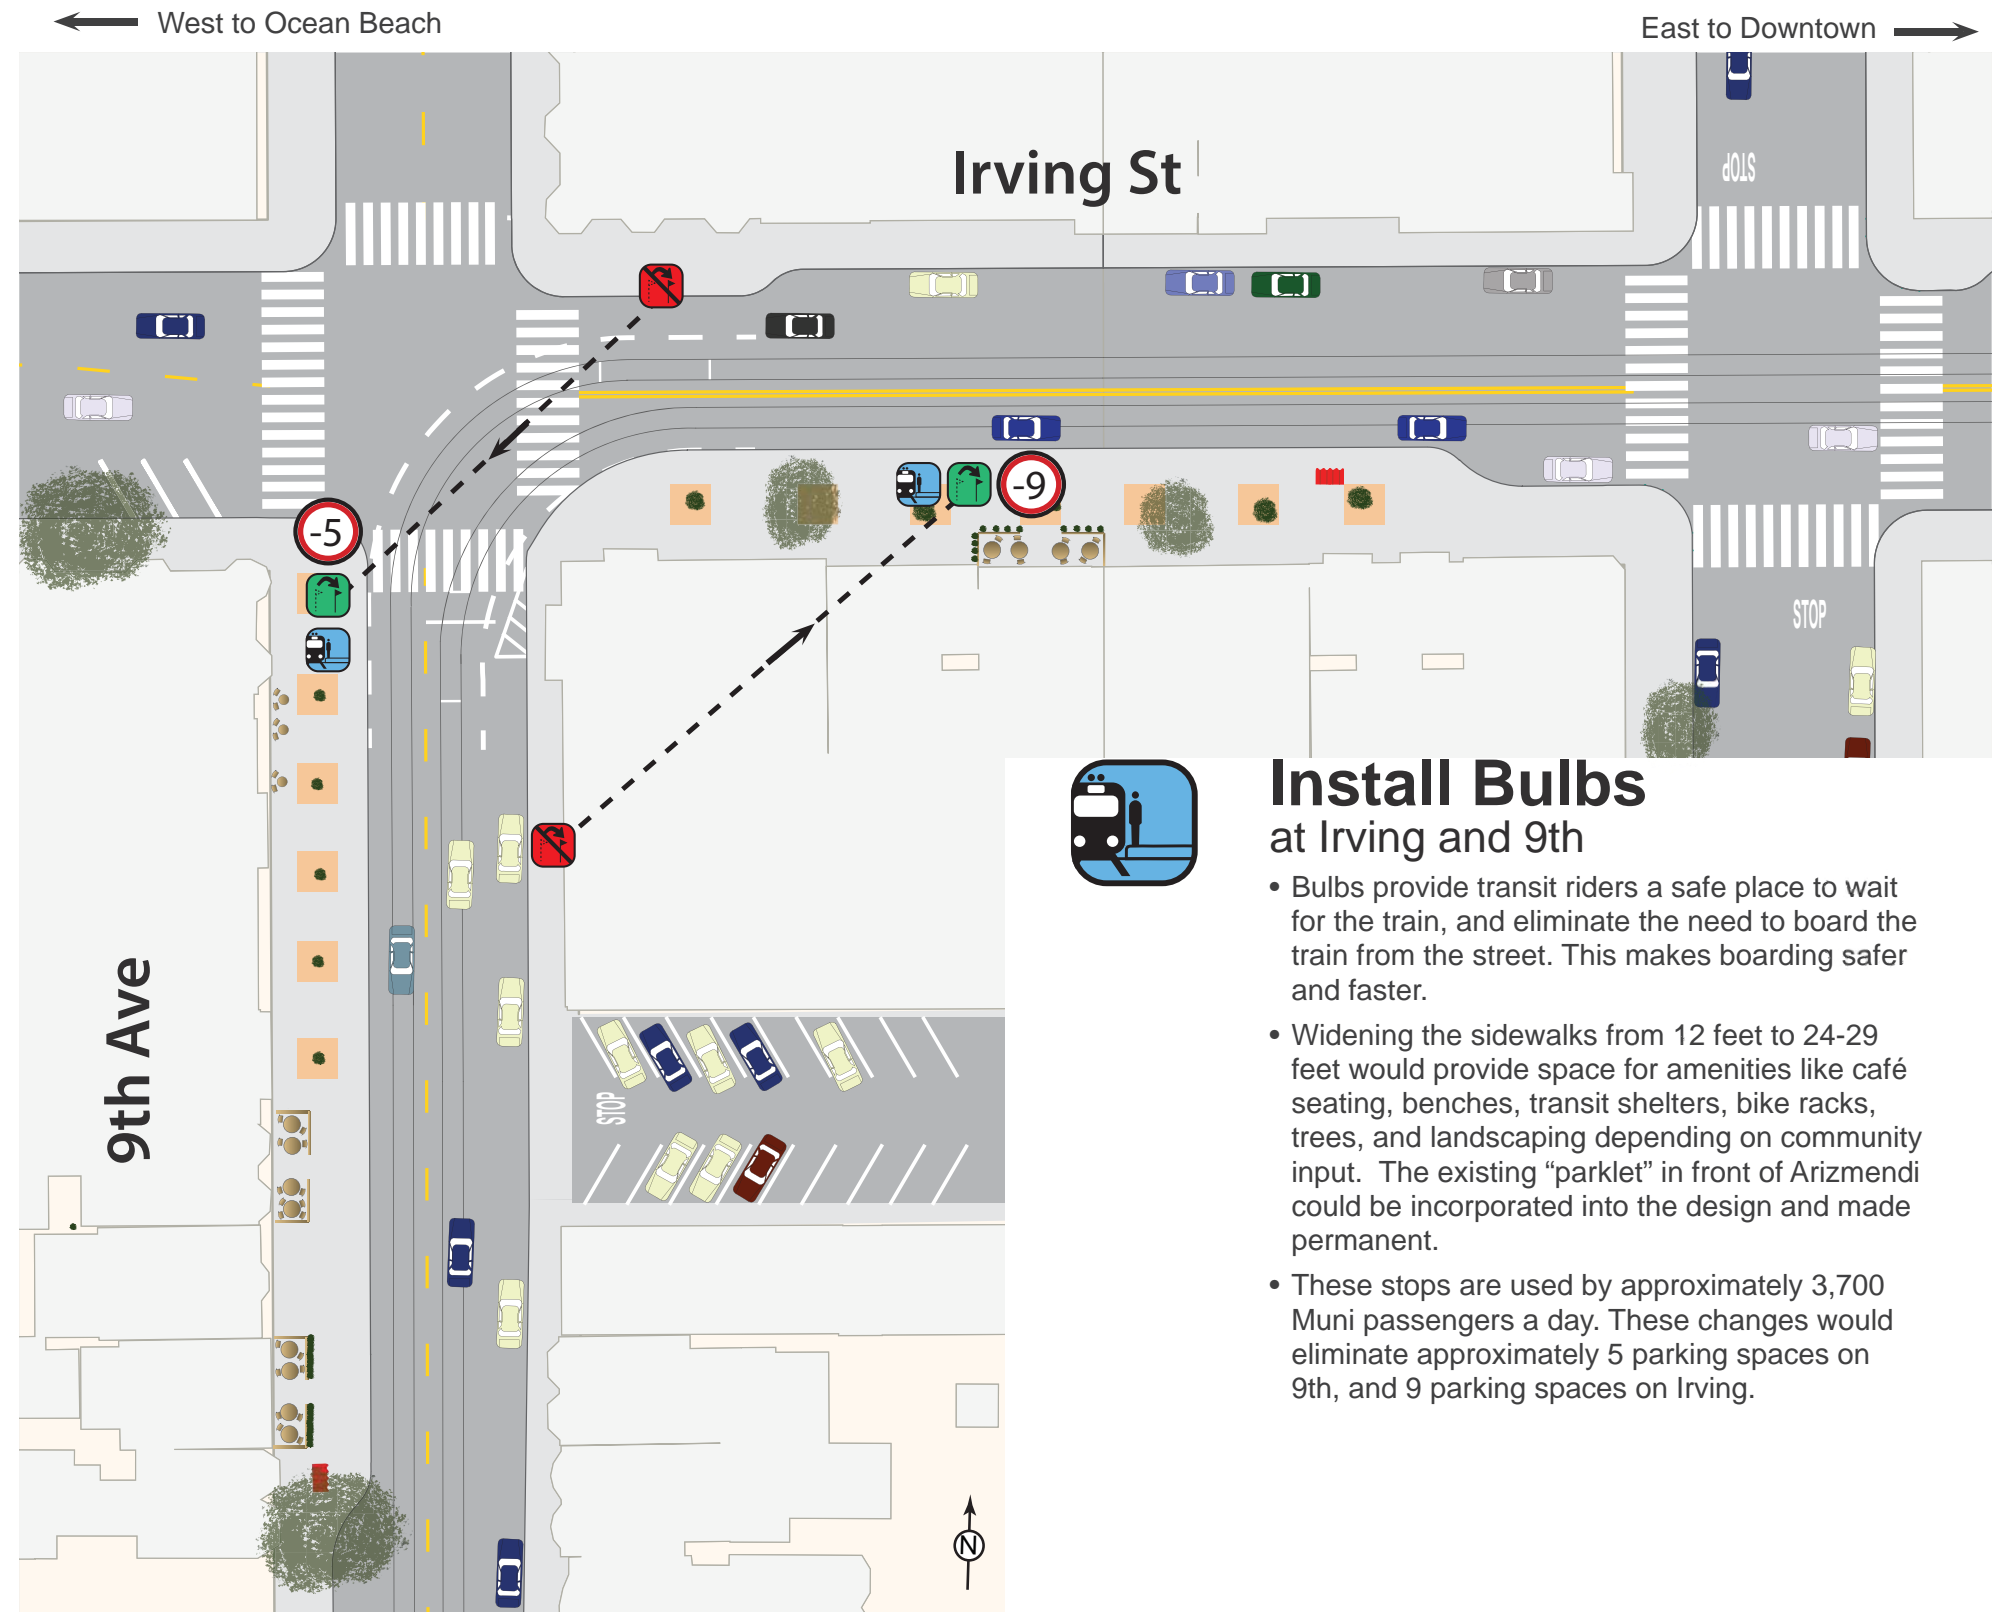 West to Ocean Beach
East to Downtown
Irving St
STOP
-5
-9
STOP
9th Ave
STOP
N
Install Bulbs
at Irving and 9th
• Bulbs provide transit riders a safe place to wait
for the train, and eliminate the need to board the
train from the street. This makes boarding safer
and faster.
• Widening the sidewalks from 12 feet to 24-29
feet would provide space for amenities like café
seating, benches, transit shelters, bike racks,
trees, and landscaping depending on community
input.  The existing “parklet” in front of Arizmendi
could be incorporated into the design and made
permanent.
• These stops are used by approximately 3,700
Muni passengers a day. These changes would
eliminate approximately 5 parking spaces on
9th, and 9 parking spaces on Irving.